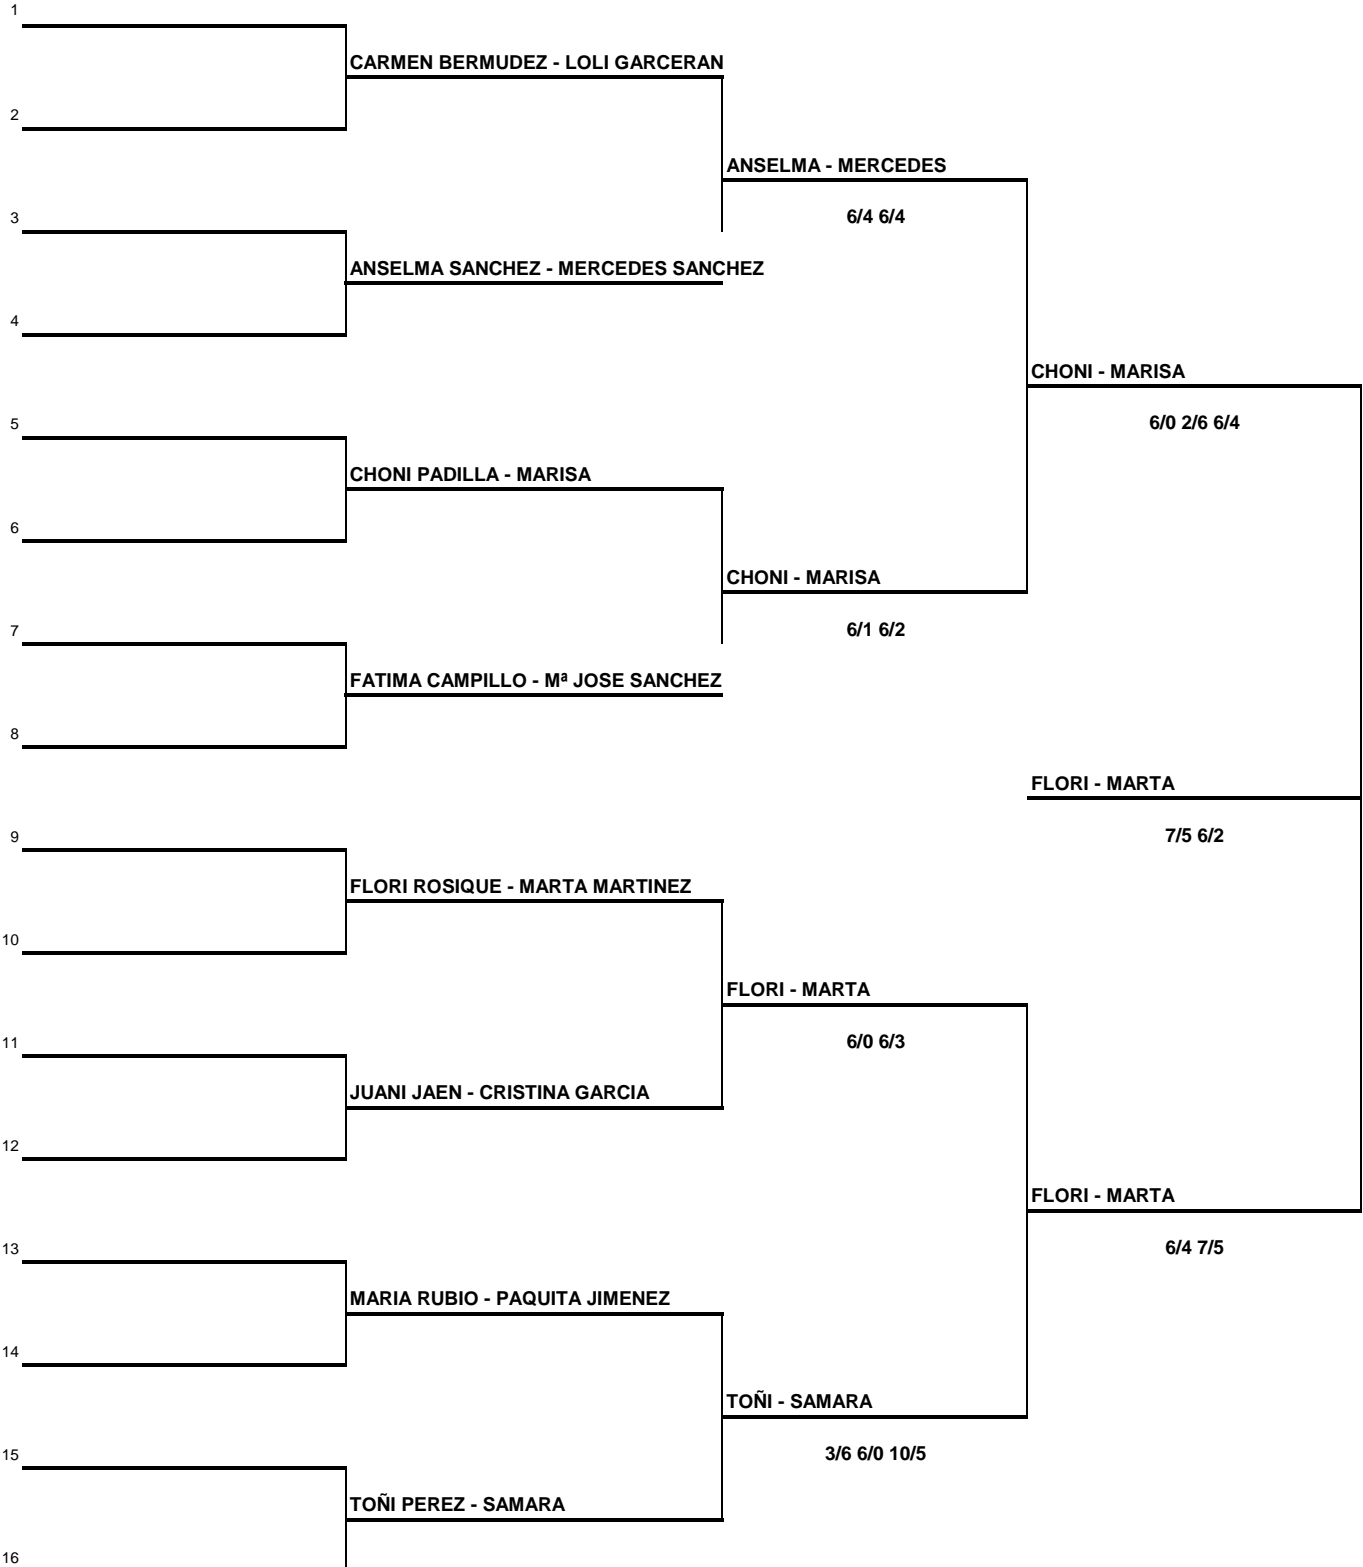 1
CARMEN BERMUDEZ - LOLI GARCERAN
2
ANSELMA - MERCEDES
3
6/4 6/4
ANSELMA SANCHEZ - MERCEDES SANCHEZ
4
CHONI - MARISA
5
6/0 2/6 6/4
CHONI PADILLA - MARISA
6
CHONI - MARISA
7
6/1 6/2
FATIMA CAMPILLO - Mª JOSE SANCHEZ
8
FLORI - MARTA
9
7/5 6/2
FLORI ROSIQUE - MARTA MARTINEZ
10
FLORI - MARTA
11
6/0 6/3
JUANI JAEN - CRISTINA GARCIA
12
FLORI - MARTA
13
6/4 7/5
MARIA RUBIO - PAQUITA JIMENEZ
14
TOÑI - SAMARA
15
3/6 6/0 10/5
TOÑI PEREZ - SAMARA
16